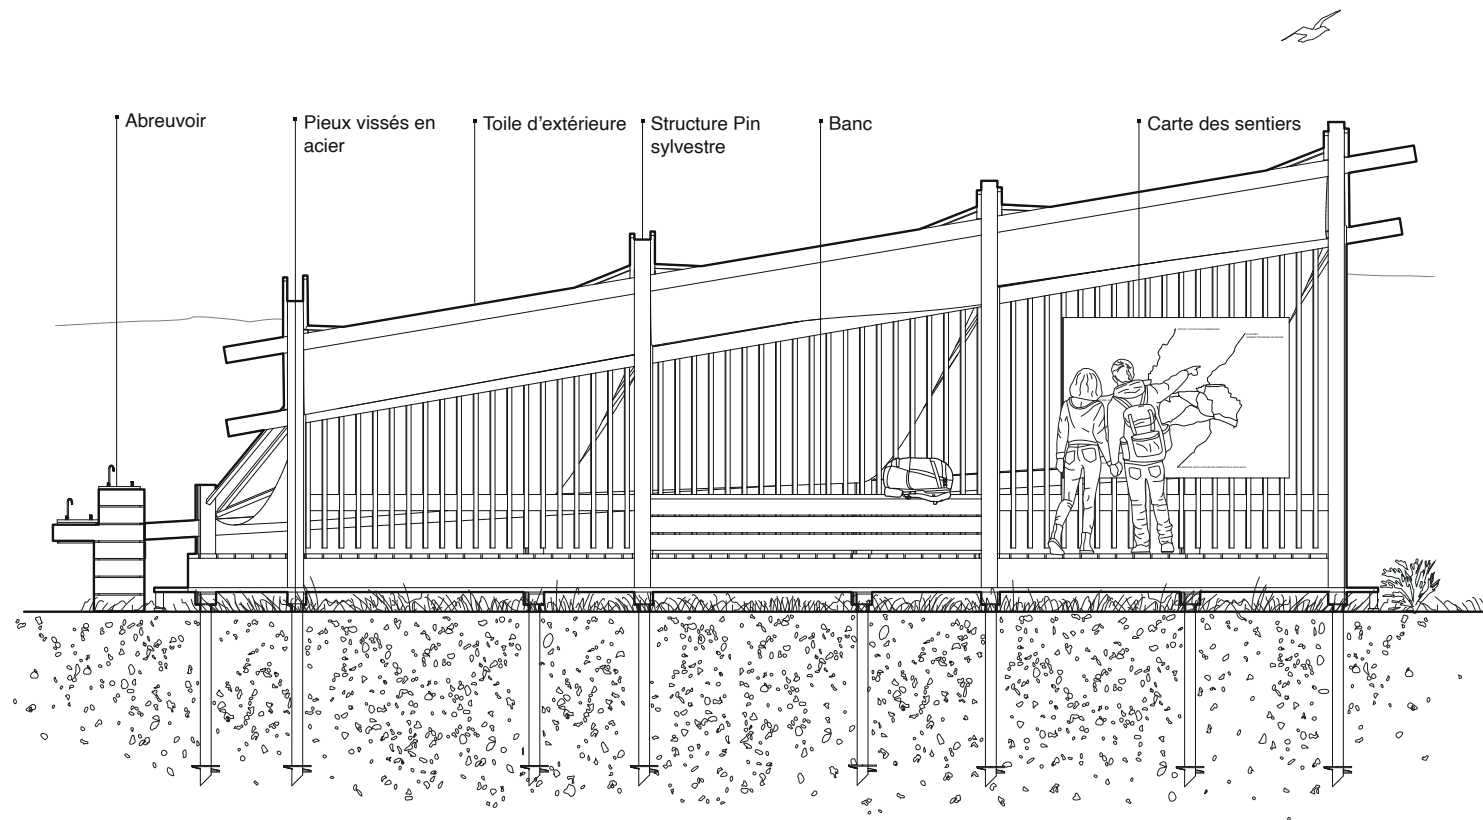 Abreuvoir
Pieux vissés en
acier
Toile d'extérieure
Structure Pin
sylvestre
Banc
Carte des sentiers